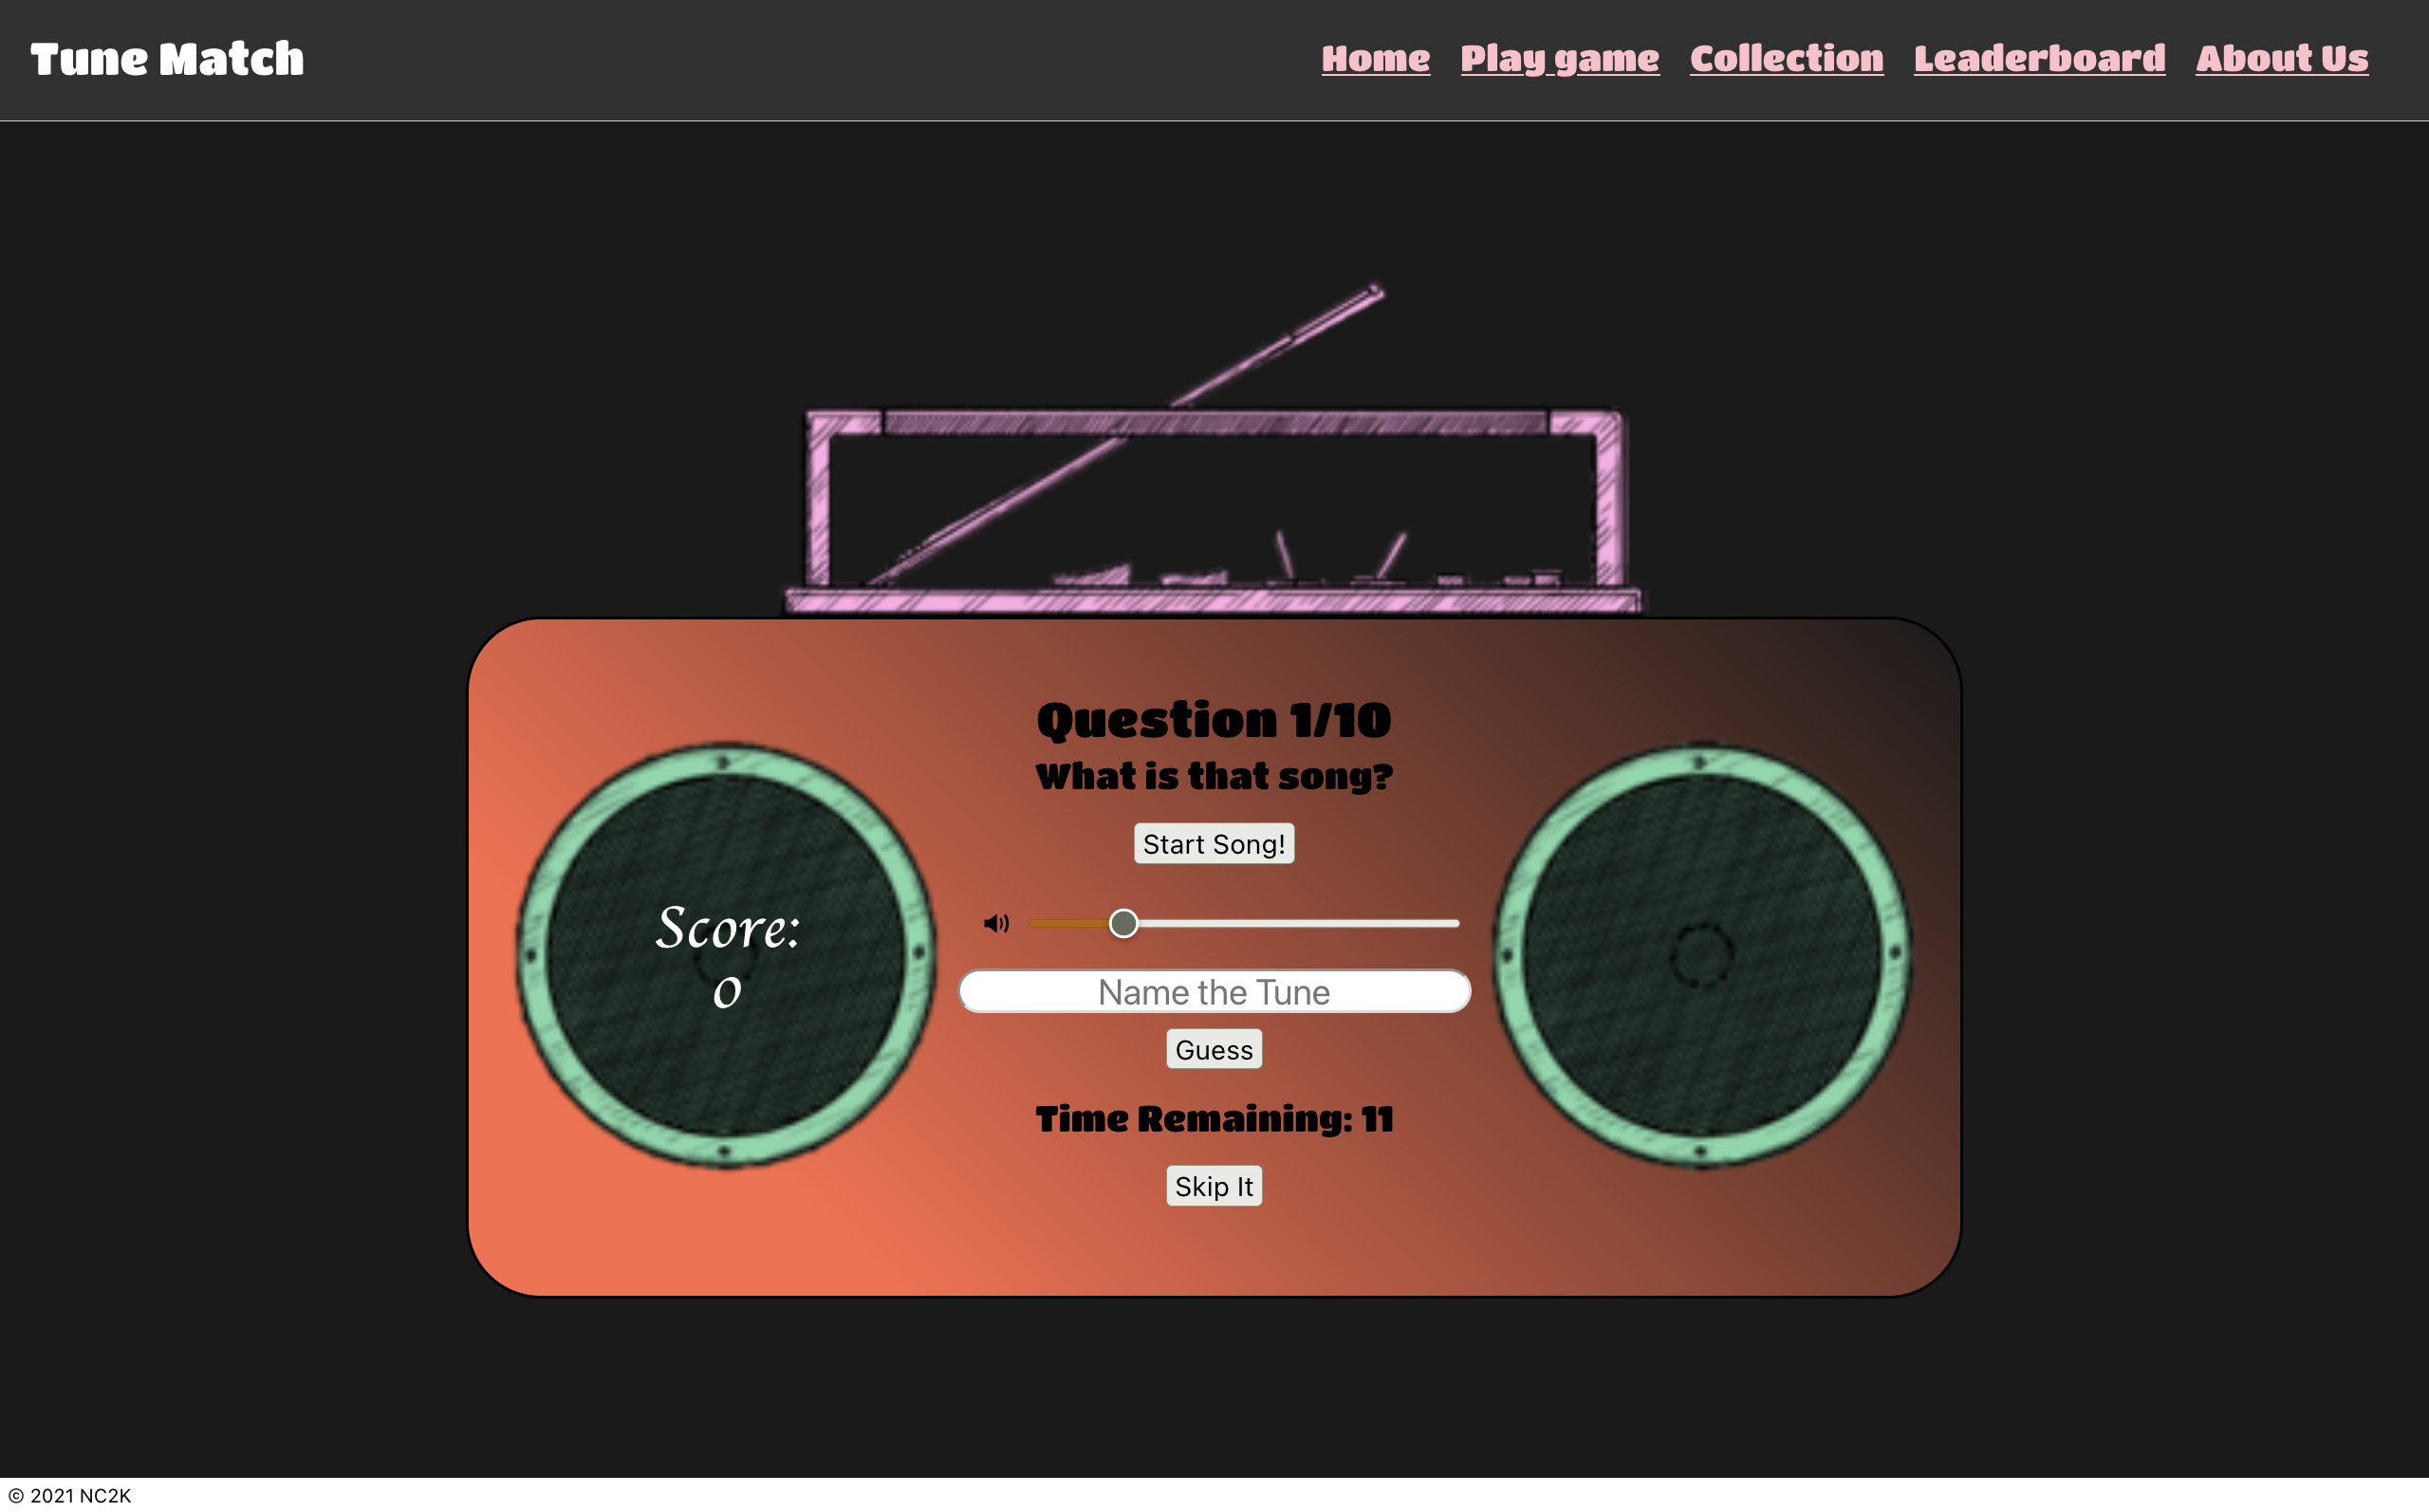 Tune Match
Home Play game Collection Leaderboard About Us
Question 1/10
What is that song?
Start Song!
Score:
0
Name the Tune
Guess
Time Remaining: 11
Skip It
© 2021 NC2K